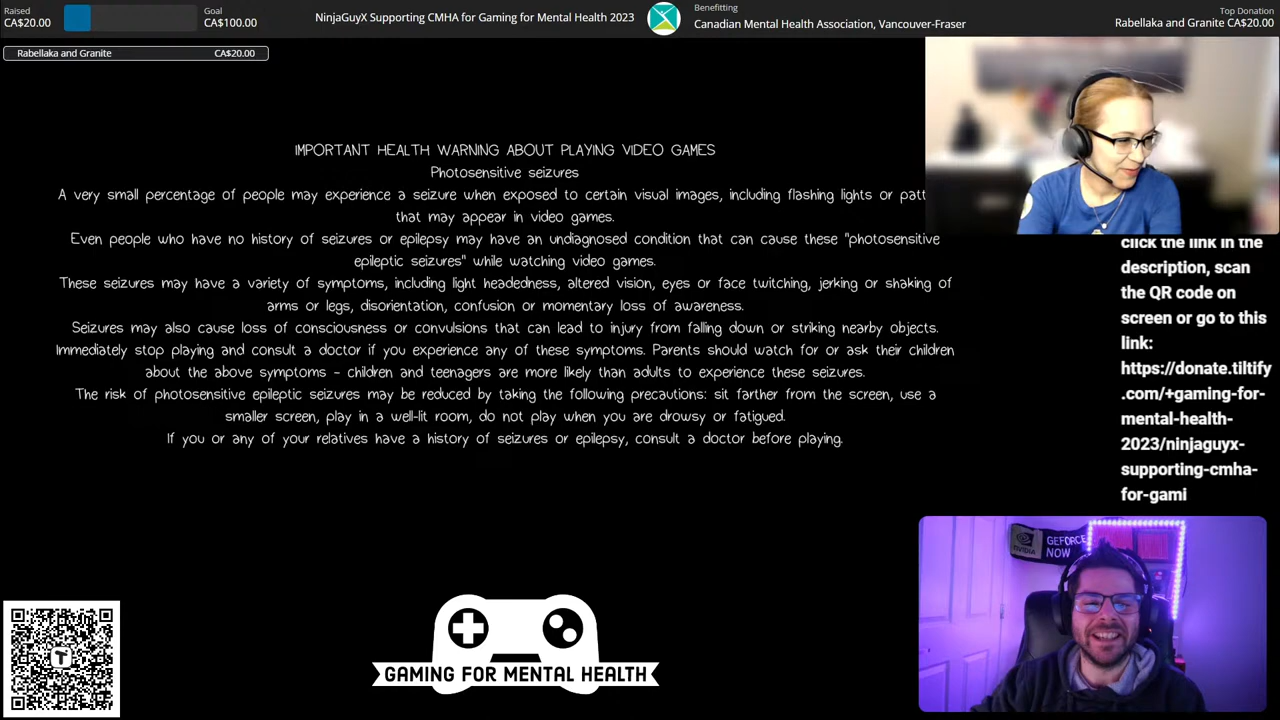 Raised
CA$20.00
Goal
CA$100.00
NinjaGuyX Supporting CMHA for Gaming for Mental Health 2023
Benefitting
Canadian Mental Health Association, Vancouver-Fraser
Top Donation
Rabellaka and Granite CA$20.00
Rabellaka and Granite CA$20.00
IMPORTANT HEALTH WARNING ABOUT PLAYING VIDEO GAMES
Photosensitive seizures
A very small percentage of people may experience a seizure when exposed to certain visual images, including flashing lights or patt
that may appear in video games.
Even people who have no history of seizures or epilepsy may have an undiagnosed condition that can cause these "photosensitive
epileptic seizures" while watching video games.
These seizures may have a variety of symptoms, including light headedness, altered vision, eyes or face twitching, jerking or shaking of
arms or legs, disorientation, confusion or momentary loss of awareness.
Seizures may also cause loss of consciousness or convulsions that can lead to injury from falling down or striking nearby objects.
Immediately stop playing and consult a doctor if you experience any of these symptoms. Parents should watch for or ask their children
about the above symptoms - children and teenagers are more likely than adults to experience these seizures.
The risk of photosensitive epileptic seizures may be reduced by taking the following precautions: sit farther from the screen, use a
smaller screen, play in a well-lit room, do not play when you are drowsy or fatigued.
If you or any of your relatives have a history of seizures or epilepsy, consult a doctor before playing.
click the link in the
description, scan
the QR code on
screen or go to this
link:
https://donate.tiltify
.com/+gaming-for-
mental-health-
2023/ninjaguyx-
supporting-cmha-
for-gami
NVIDIA
GEFORCE
NOW
T
GAMING FOR MENTAL HEALTH